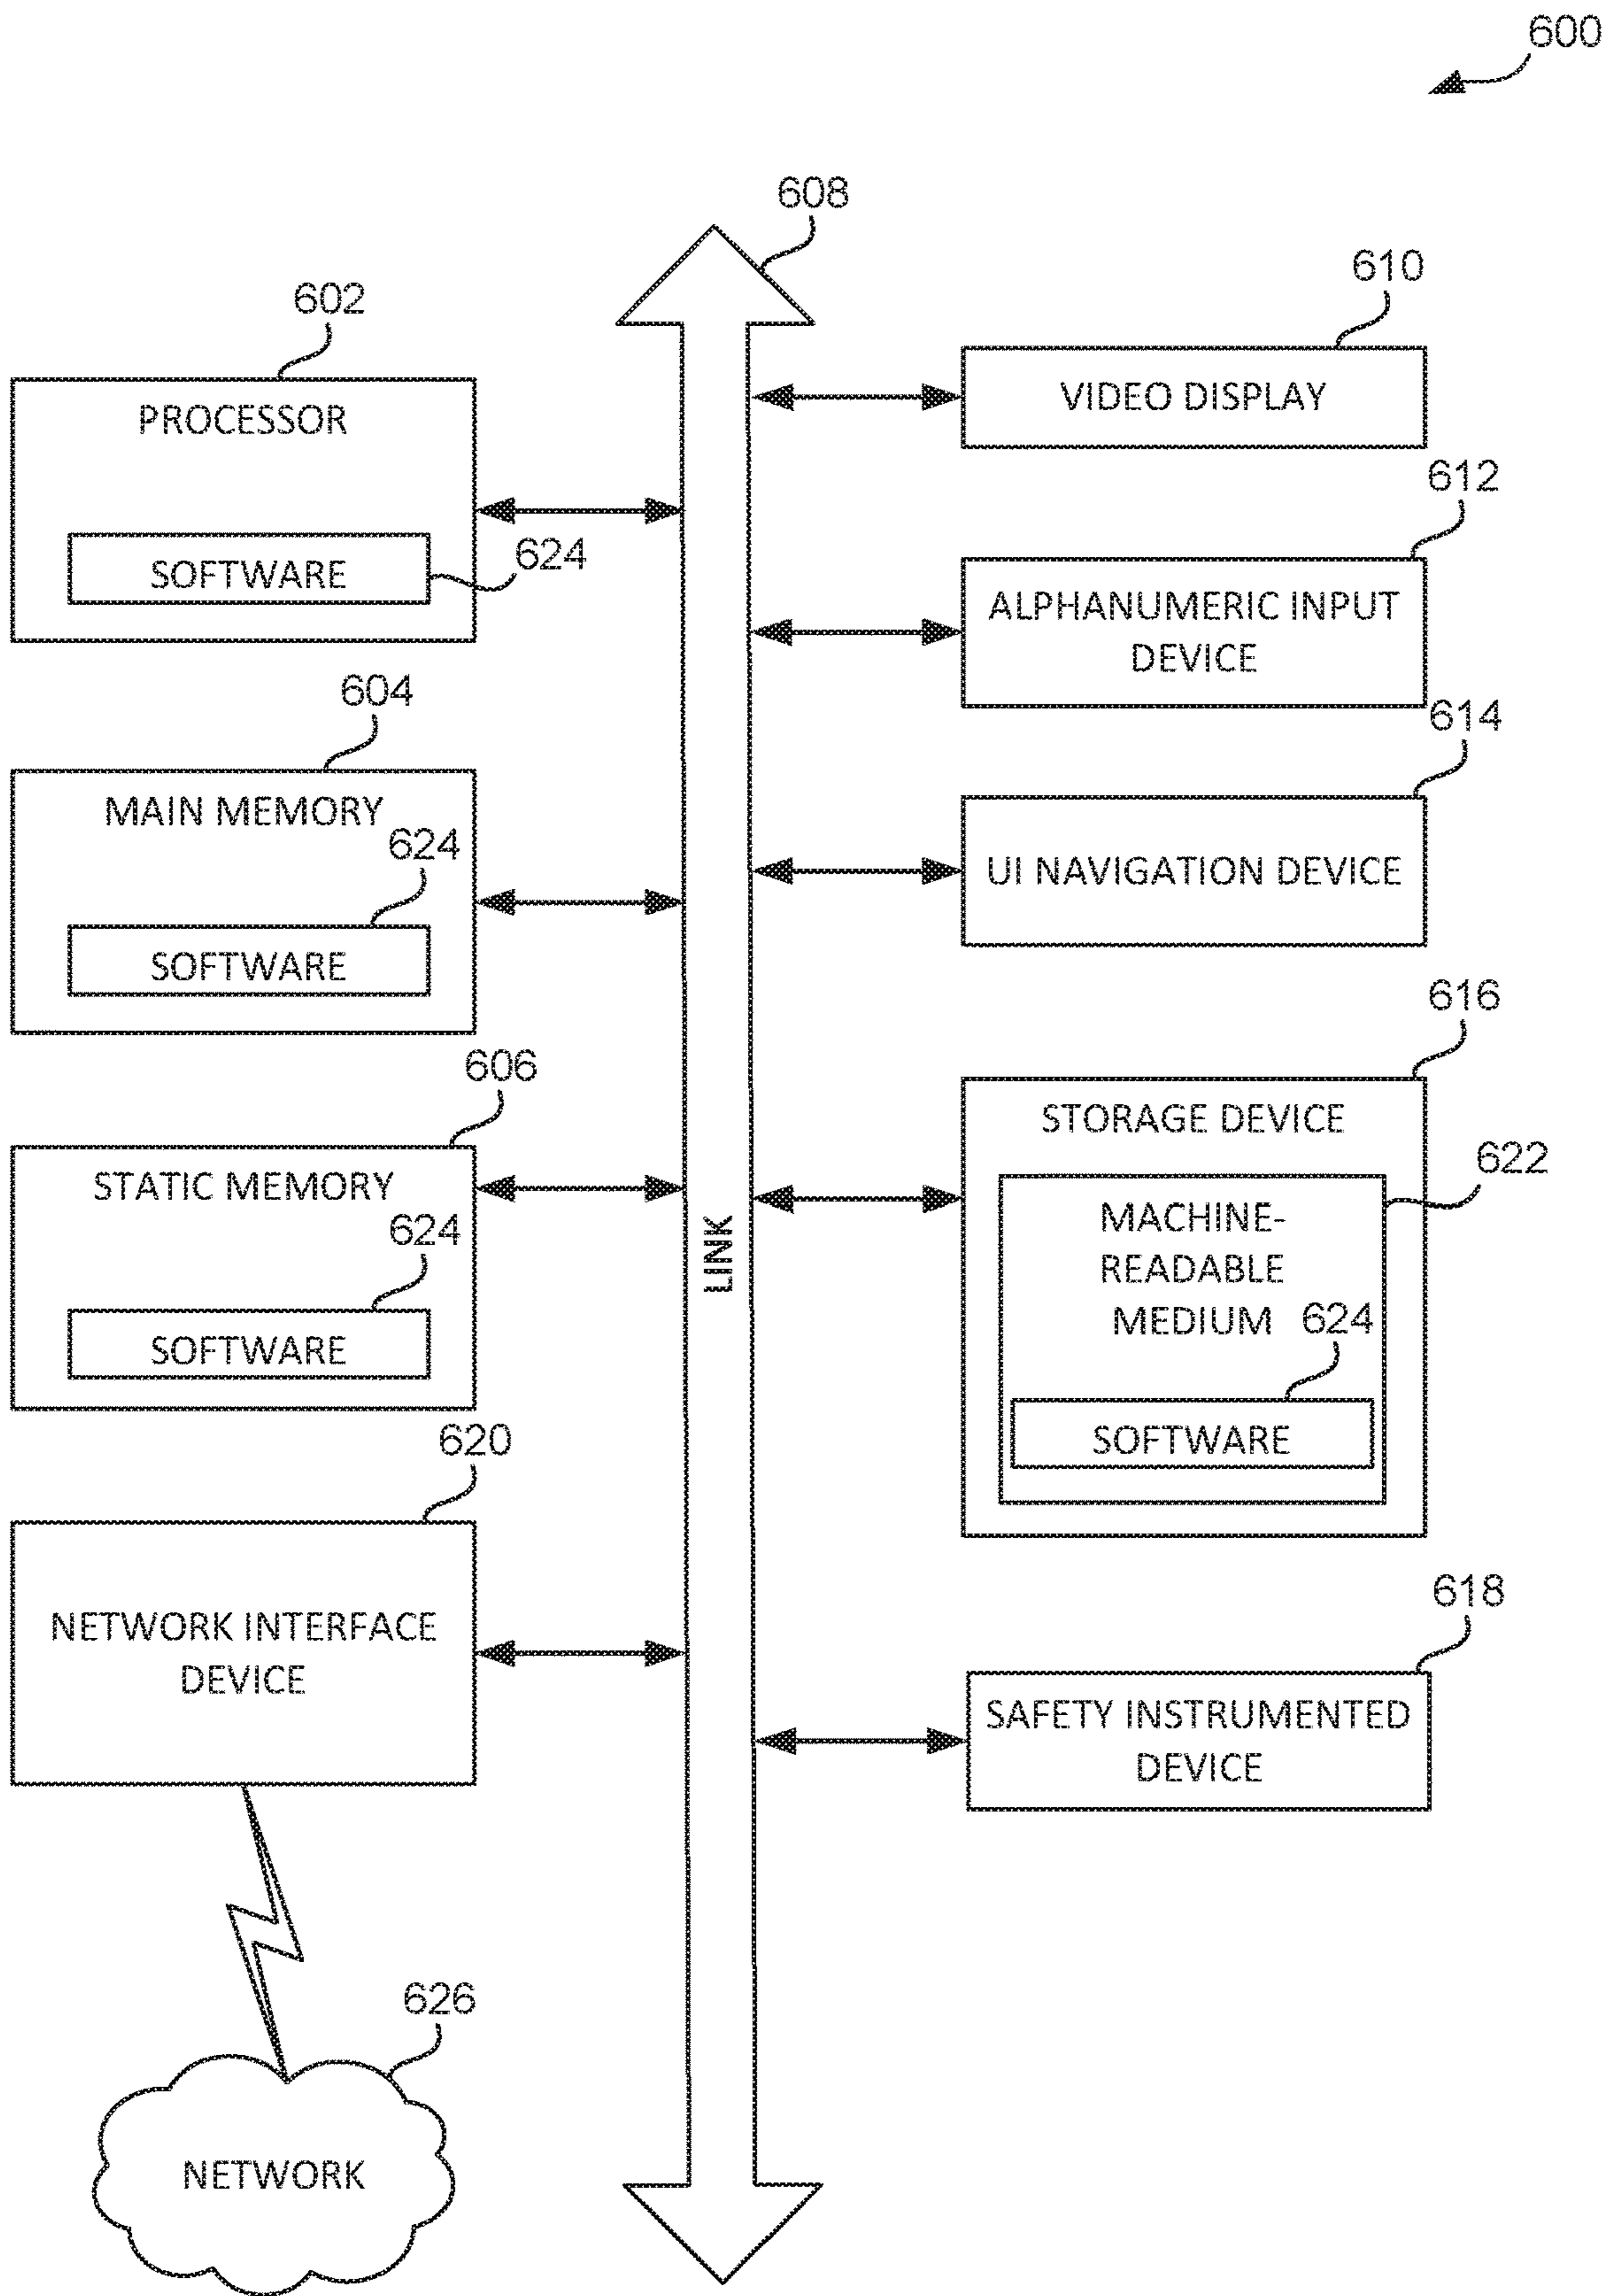 600
608
610
VIDEO DISPLAY
602
PROCESSOR
SOFTWARE
624
612
ALPHANUMERIC INPUT
DEVICE
604
MAIN MEMORY
624
SOFTWARE
614
UI NAVIGATION DEVICE
606
STATIC MEMORY
624
SOFTWARE
LINK
616
STORAGE DEVICE
622
MACHINE-
READABLE
MEDIUM
624
SOFTWARE
620
NETWORK INTERFACE
DEVICE
618
SAFETY INSTRUMENTED
DEVICE
626
NETWORK